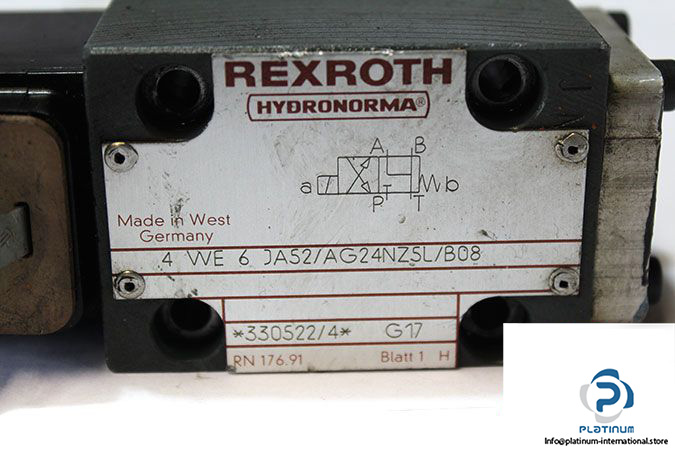 REXROTH
HYDRONORMA®
A B
a b
P T
Made in West
Germany
4 WE 6 JA52/AG24NZ5L/B08
*330522/4* G17
RN 176.91 Blatt 1 H
P
PLATINUM
Info@platinum-international.store